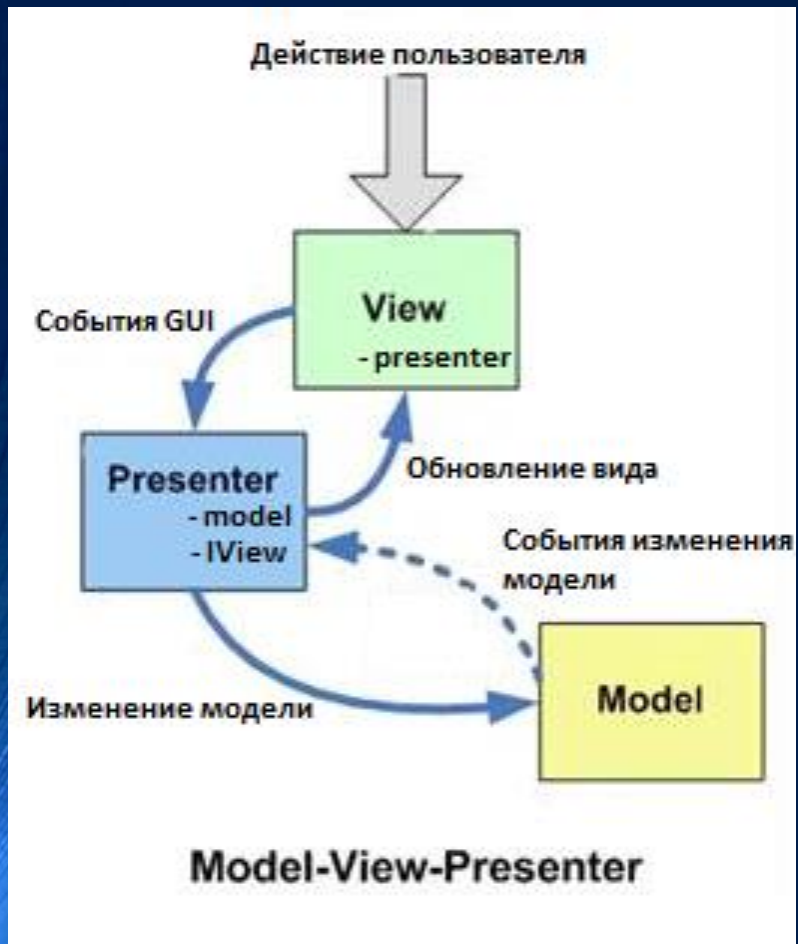 Действие пользователя
View
- presenter
События GUI
Presenter
- model
- IView
Обновление вида
События изменения
модели
Изменение модели
Model
Model-View-Presenter